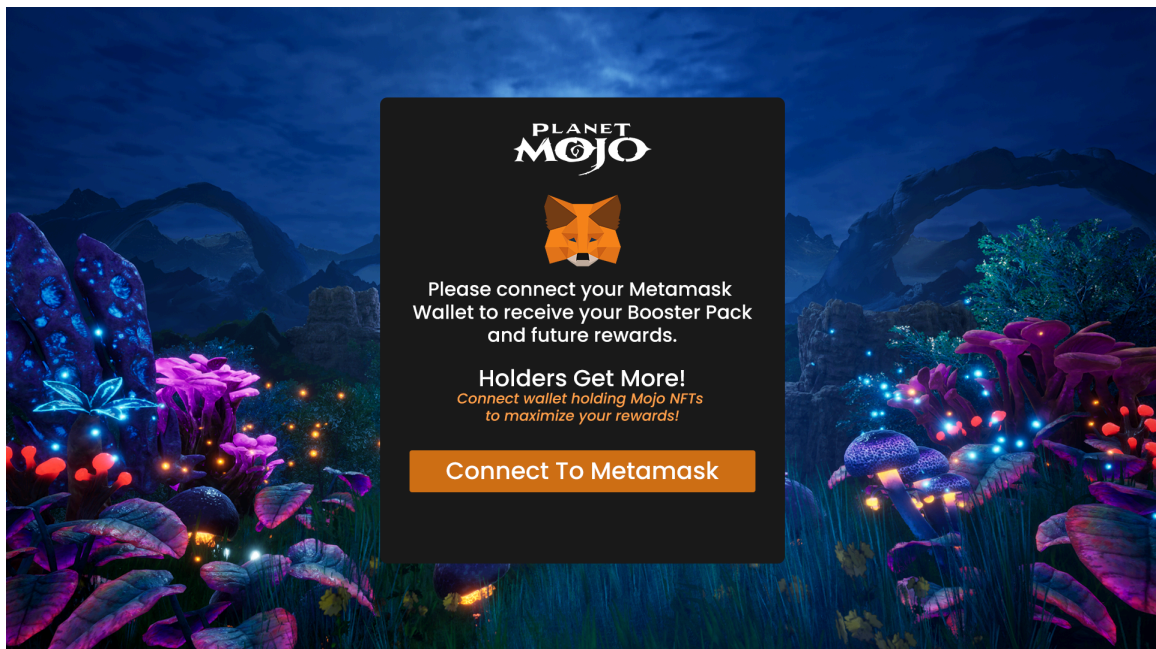 PLANET
MOJO
Please connect your Metamask
Wallet to receive your Booster Pack
and future rewards.
Holders Get More!
Connect wallet holding Mojo NFTs
to maximize your rewards!
Connect To Metamask